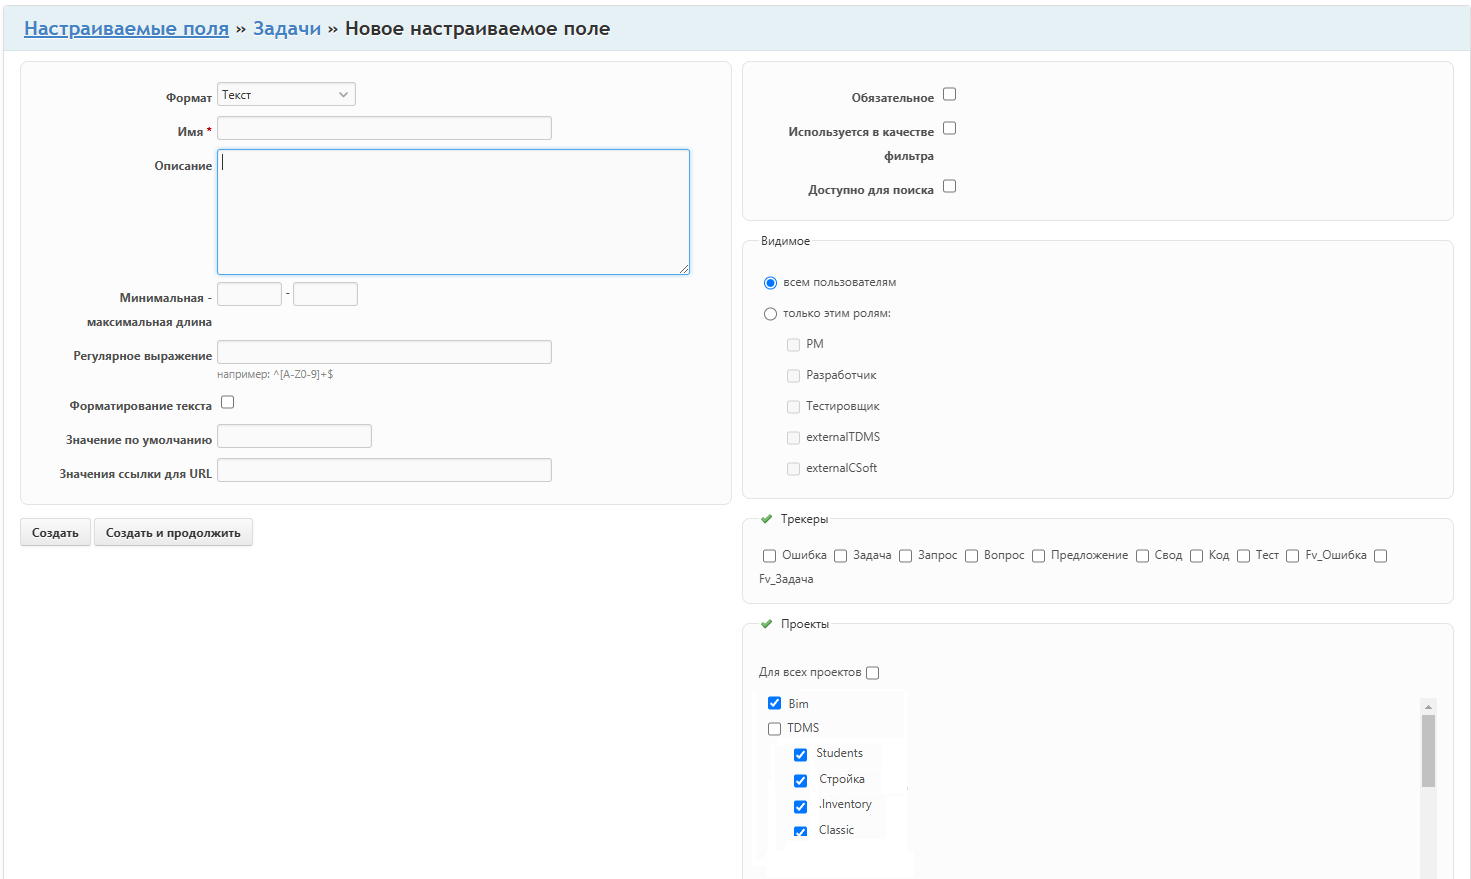 Настраиваемые поля » Задачи » Новое настраиваемое поле
Формат Текст
Имя *
Описание
Минимальная - -
максимальная длина
Регулярное выражение
например: ^[A-Z0-9]+$
Форматирование текста
Значение по умолчанию
Значения ссылки для URL
Создать Создать и продолжить
Обязательное
Используется в качестве
фильтра
Доступно для поиска
Видимое
всем пользователям
только этим ролям:
PM
Разработчик
Тестировщик
externalTDMS
externalCSoft
Трекеры
Ошибка Задача Запрос Вопрос Предложение Свод Код Тест Fv_Ошибка
Fv_Задача
Проекты
Для всех проектов
Bim
TDMS
Students
Стройка
.Inventory
Classic